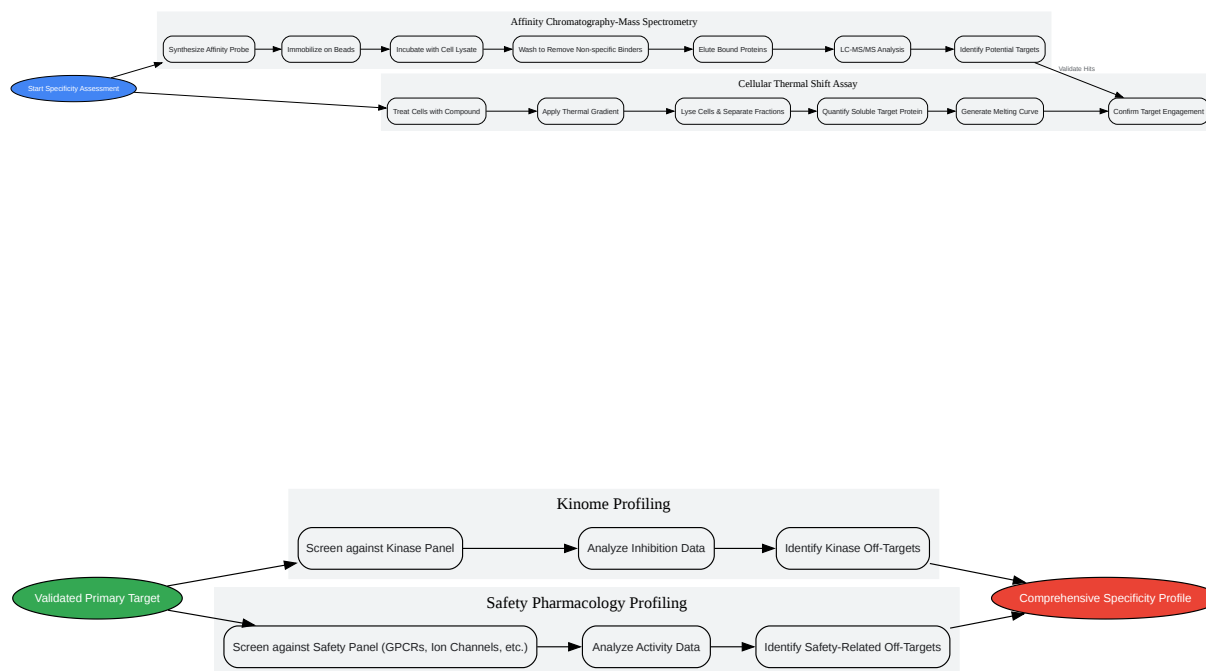 Affinity Chromatography-Mass Spectrometry
Synthesize Affinity Probe
Immobilize on Beads
Incubate with Cell Lysate
Wash to Remove Non-specific Binders
Elute Bound Proteins
LC-MS/MS Analysis
Identify Potential Targets
Validate Hits
Start Specificity Assessment
Cellular Thermal Shift Assay
Treat Cells with Compound
Apply Thermal Gradient
Lyse Cells & Separate Fractions
Quantify Soluble Target Protein
Generate Melting Curve
Confirm Target Engagement
Kinome Profiling
Screen against Kinase Panel
Analyze Inhibition Data
Identify Kinase Off-Targets
Validated Primary Target
Comprehensive Specificity Profile
Safety Pharmacology Profiling
Screen against Safety Panel (GPCRs, Ion Channels, etc.)
Analyze Activity Data
Identify Safety-Related Off-Targets